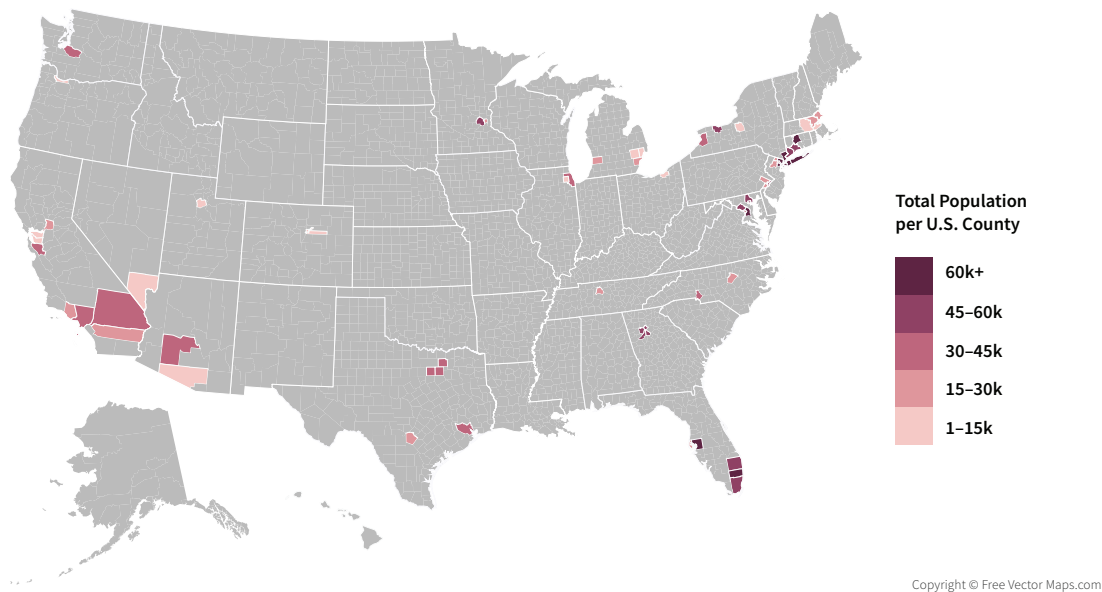 Total Population
per U.S. County
60k+
45–60k
30–45k
15–30k
1–15k
Copyright © Free Vector Maps.com